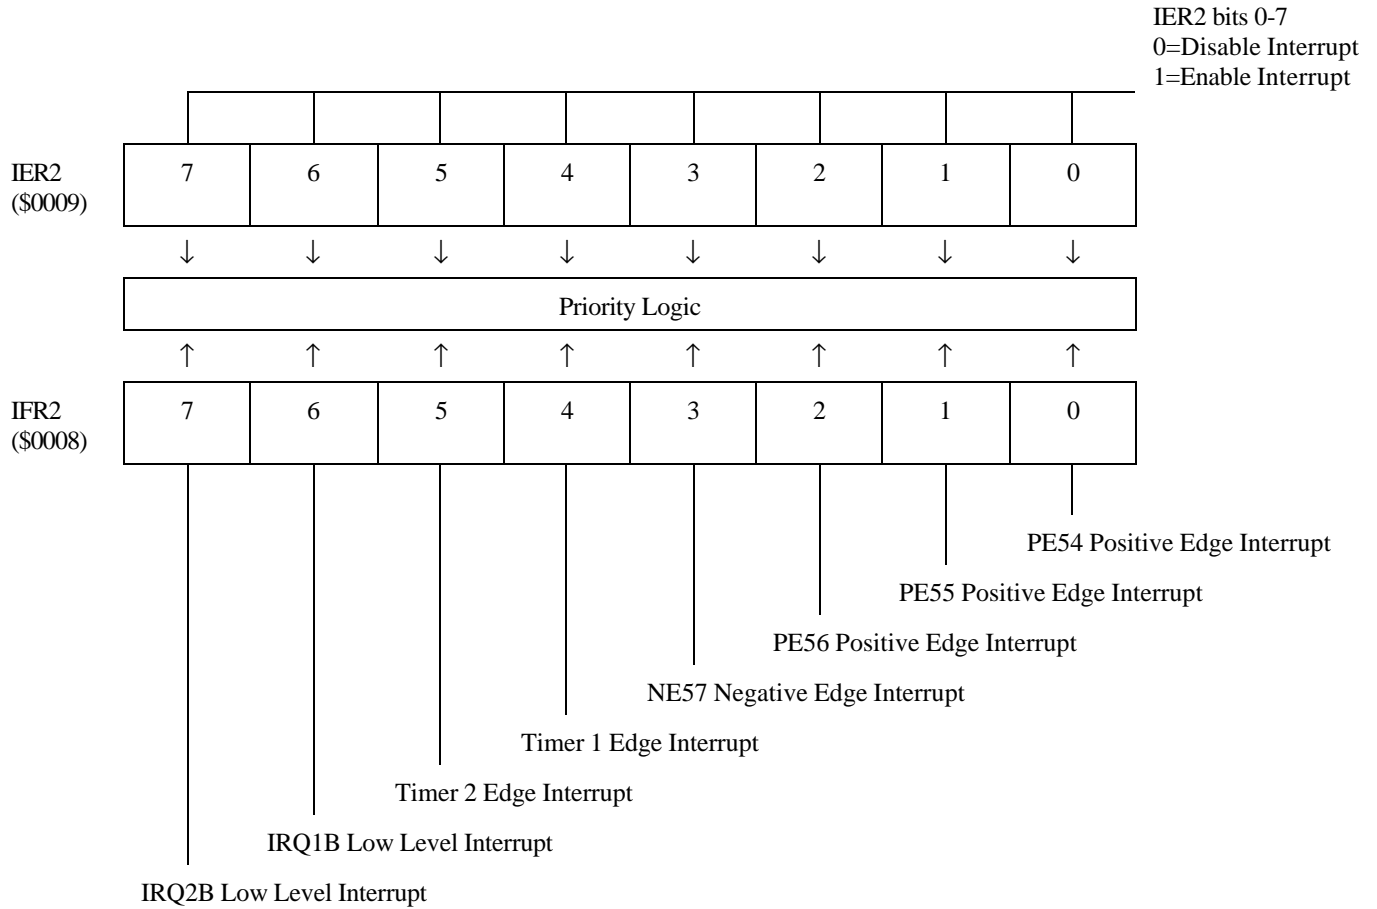 IER2 bits 0-7
0=Disable Interrupt
1=Enable Interrupt
IER2
($0009)
7 6 5 4 3 2 1 0
↓ ↓ ↓ ↓ ↓ ↓ ↓ ↓
Priority Logic
↑ ↑ ↑ ↑ ↑ ↑ ↑ ↑
IFR2
($0008)
7 6 5 4 3 2 1 0
PE54 Positive Edge Interrupt
PE55 Positive Edge Interrupt
PE56 Positive Edge Interrupt
NE57 Negative Edge Interrupt
Timer 1 Edge Interrupt
Timer 2 Edge Interrupt
IRQ1B Low Level Interrupt
IRQ2B Low Level Interrupt